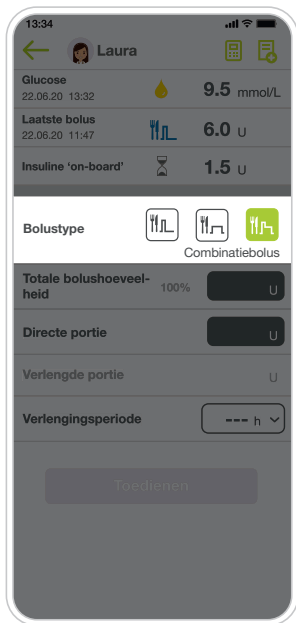 13:34
Laura
Glucose
22.06.20 13:32
9.5 mmol/L
Laatste bolus
22.06.20 11:47
6.0 U
Insuline ‘on-board’
1.5 U
Bolustype
Combinatiebolus
Totale bolushoeveel-
heid
100%
U
Directe portie
U
Verlengde portie
U
Verlengingsperiode
--- h
Toedienen